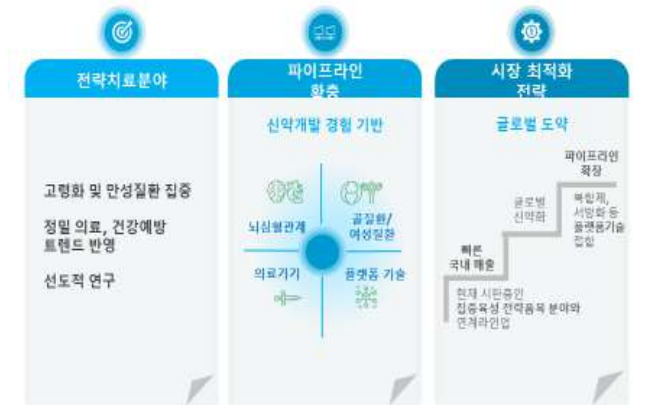 전략치료분야
고령화 및 만성질환 집중
정밀 의료, 건강예방
트렌드 반영
선도적 연구
파이프라인
확충
신약개발 경험 기반
뇌심혈관계
골질환/
여성질환
의료기기
플랫폼 기술
시장 최적화
전략
글로벌 도약
파이프라인
확장
복합제,
서방화 등
플랫폼기술
접합
글로벌
신약화
빠른
국내 매출
현재 시판중인
집중육성 전략품목 분야와
연계라인업